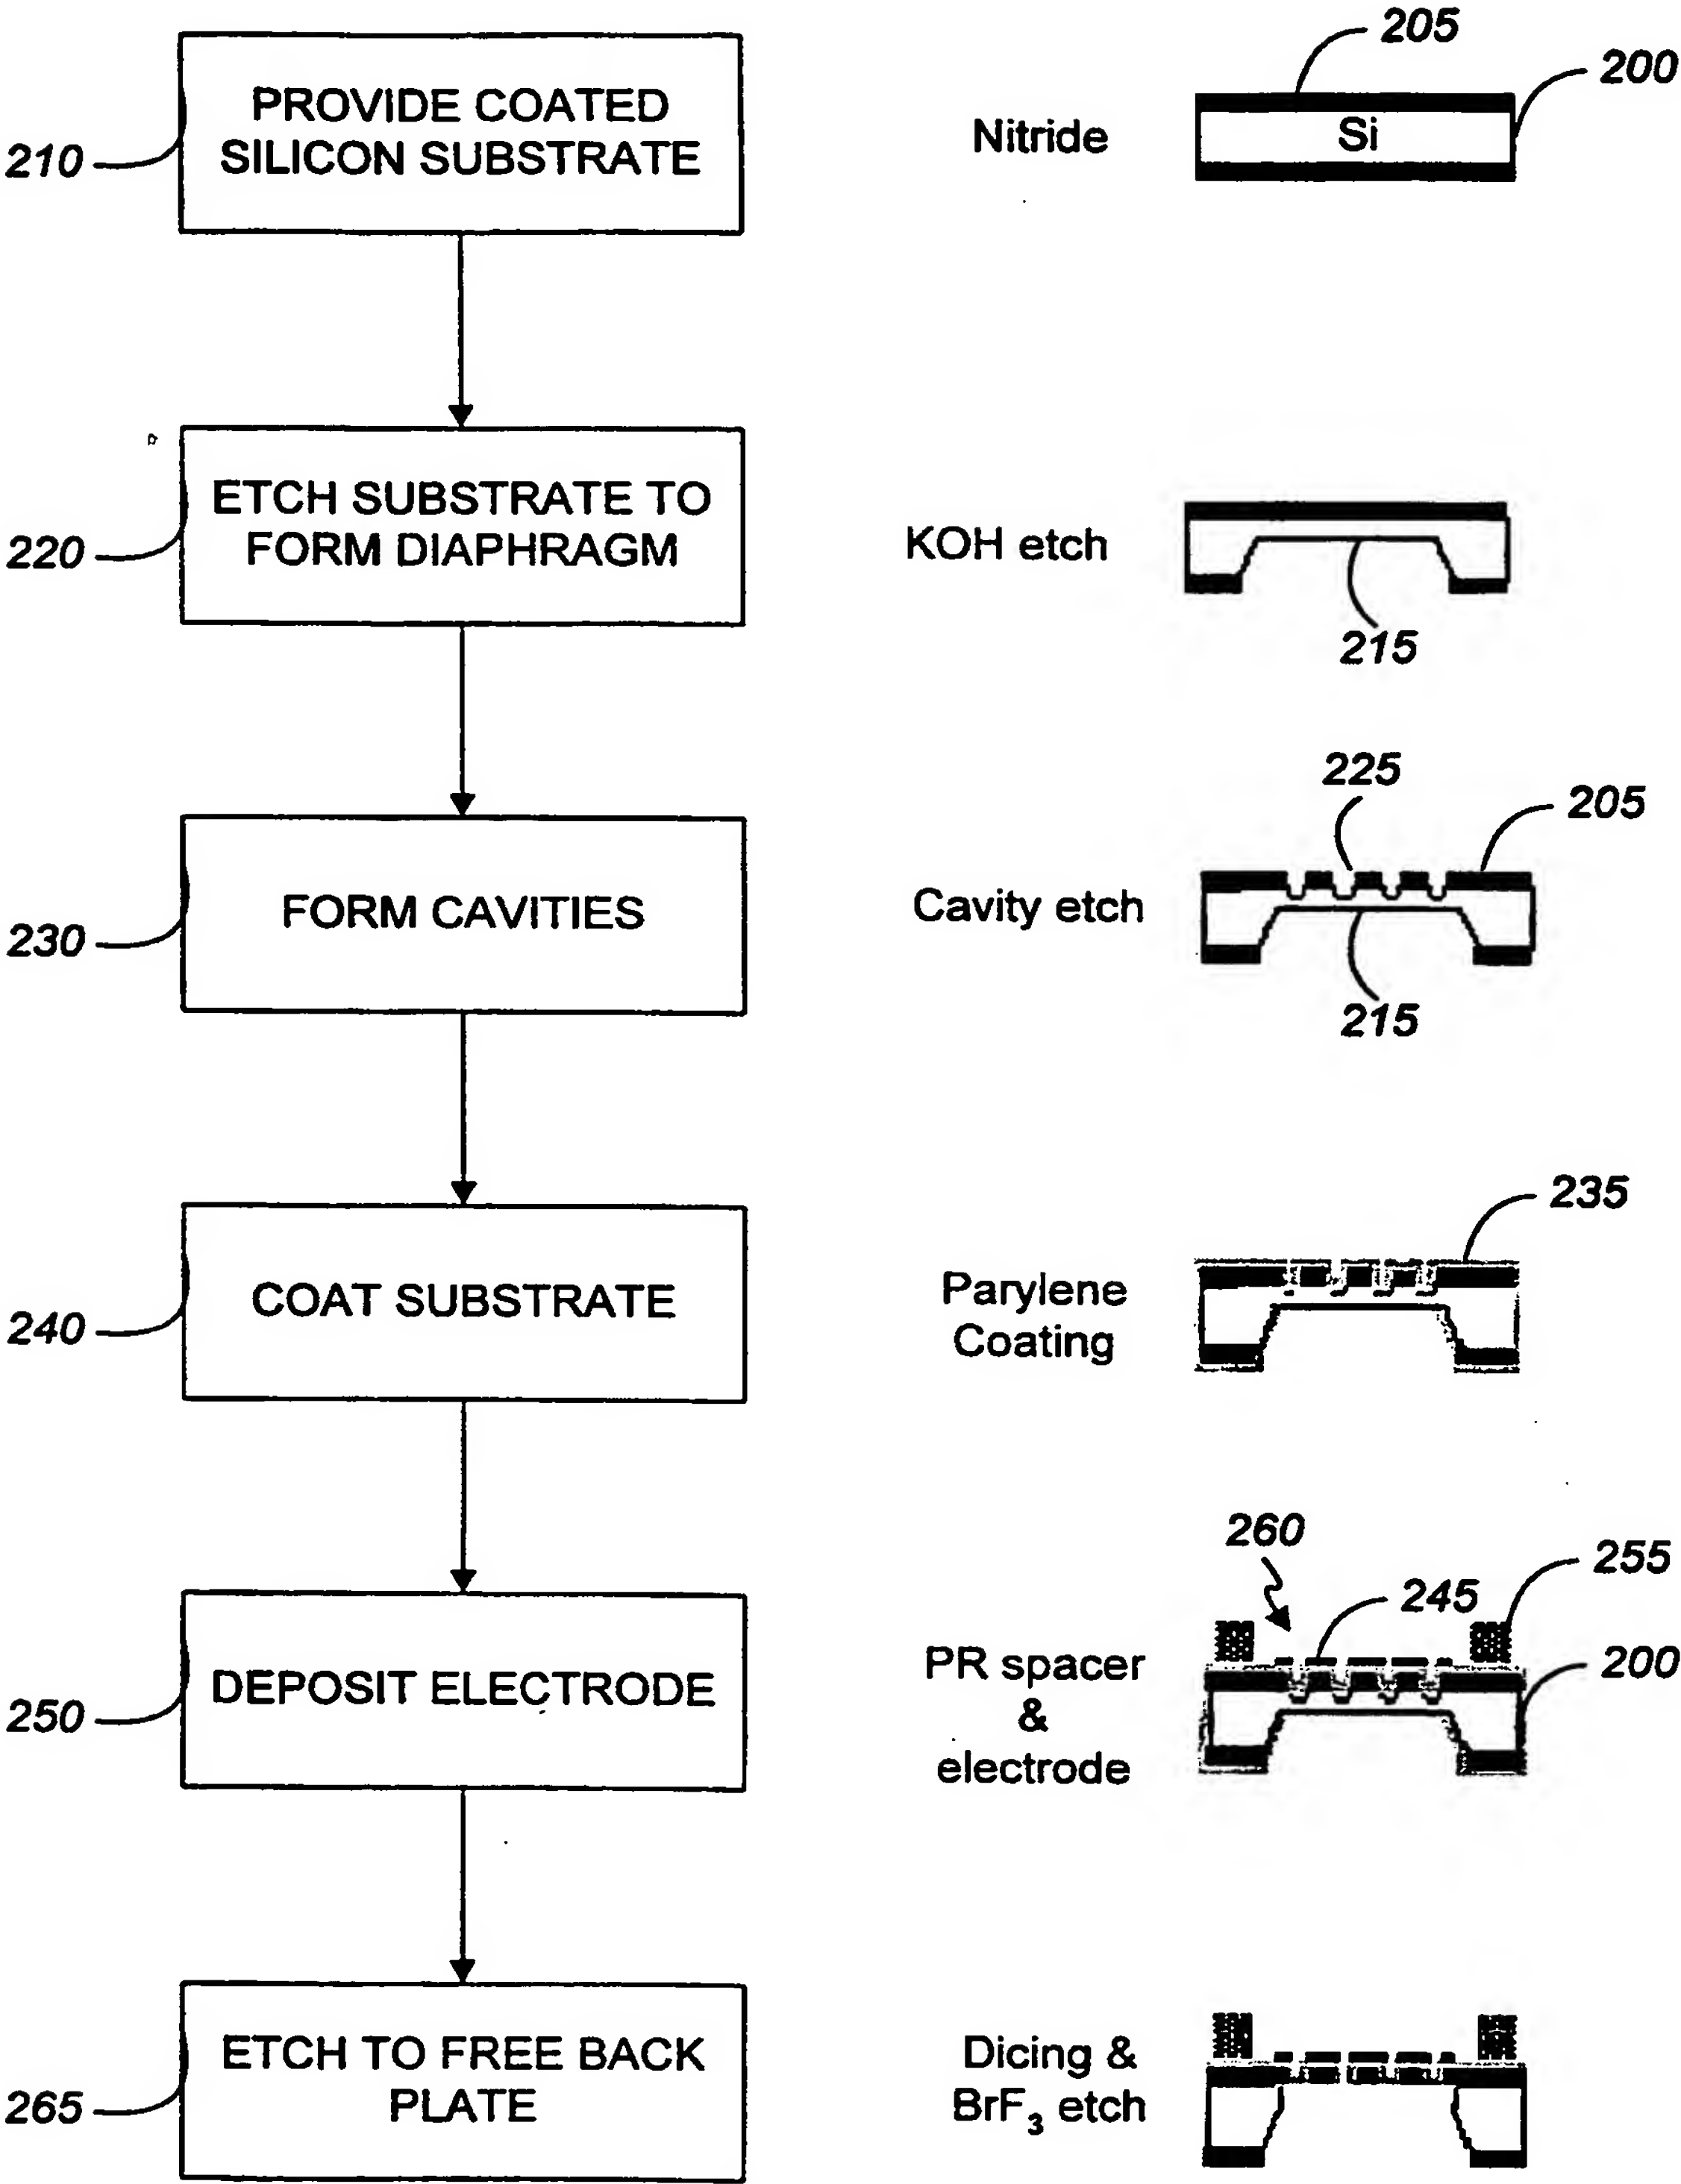 205
200
PROVIDE COATED
SILICON SUBSTRATE
210
Nitride
Si
ETCH SUBSTRATE TO
FORM DIAPHRAGM
220
KOH etch
215
225
205
FORM CAVITIES
230
Cavity etch
215
235
COAT SUBSTRATE
240
Parylene
Coating
260
255
245
200
DEPOSIT ELECTRODE
250
PR spacer
&
electrode
ETCH TO FREE BACK
PLATE
265
Dicing &
BrF₃ etch